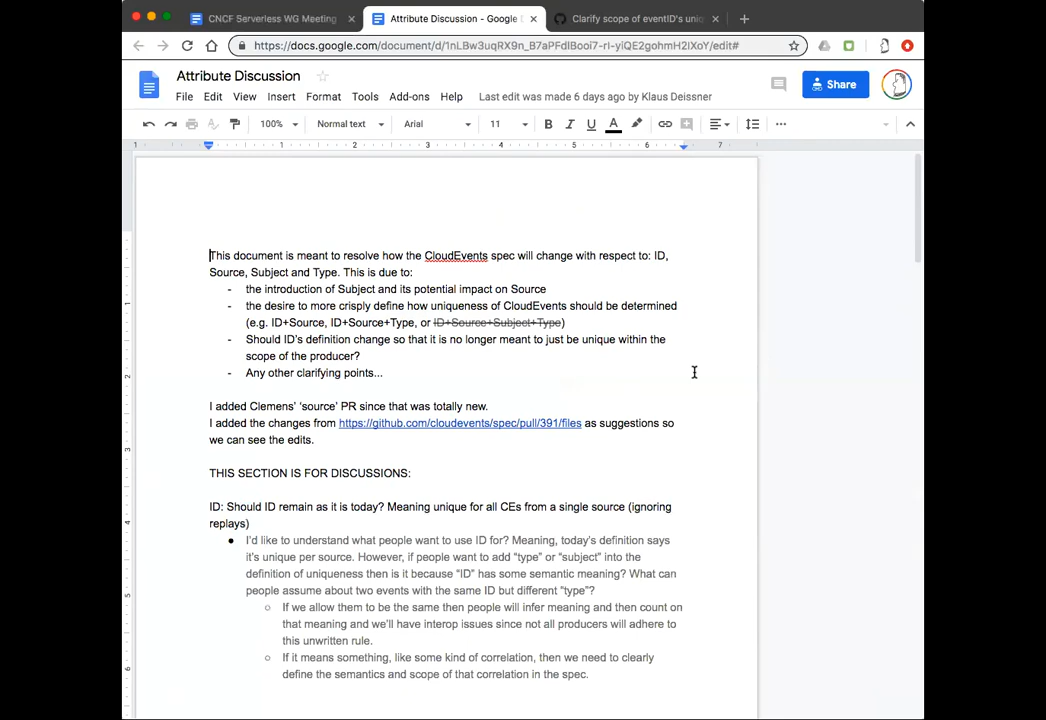 CNCF Serverless WG Meeting
Attribute Discussion - Google
Clarify scope of eventID's uni
https://docs.google.com/document/d/1nLBw3uqRX9n_B7aPFdlBooi7-rI-yiQE2gohmH2lXoY/edit#
Attribute Discussion
Share
File Edit View Insert Format Tools Add-ons Help Last edit was made 6 days ago by Klaus Deissner
100% Normal text Arial 11 B I U A
1 1 2 3 4 5 6 7
This document is meant to resolve how the CloudEvents spec will change with respect to: ID,
Source, Subject and Type. This is due to:
- the introduction of Subject and its potential impact on Source
- the desire to more crisply define how uniqueness of CloudEvents should be determined
(e.g. ID+Source, ID+Source+Type, or ID+Source+Subject+Type)
- Should ID's definition change so that it is no longer meant to just be unique within the
scope of the producer?
- Any other clarifying points...
I added Clemens' 'source' PR since that was totally new.
I added the changes from https://github.com/cloudevents/spec/pull/391/files as suggestions so
we can see the edits.
THIS SECTION IS FOR DISCUSSIONS:
ID: Should ID remain as it is today? Meaning unique for all CEs from a single source (ignoring
replays)
● I'd like to understand what people want to use ID for? Meaning, today's definition says
it's unique per source. However, if people want to add "type" or "subject" into the
definition of uniqueness then is it because "ID" has some semantic meaning? What can
people assume about two events with the same ID but different "type"?
○ If we allow them to be the same then people will infer meaning and then count on
that meaning and we'll have interop issues since not all producers will adhere to
this unwritten rule.
○ If it means something, like some kind of correlation, then we need to clearly
define the semantics and scope of that correlation in the spec.